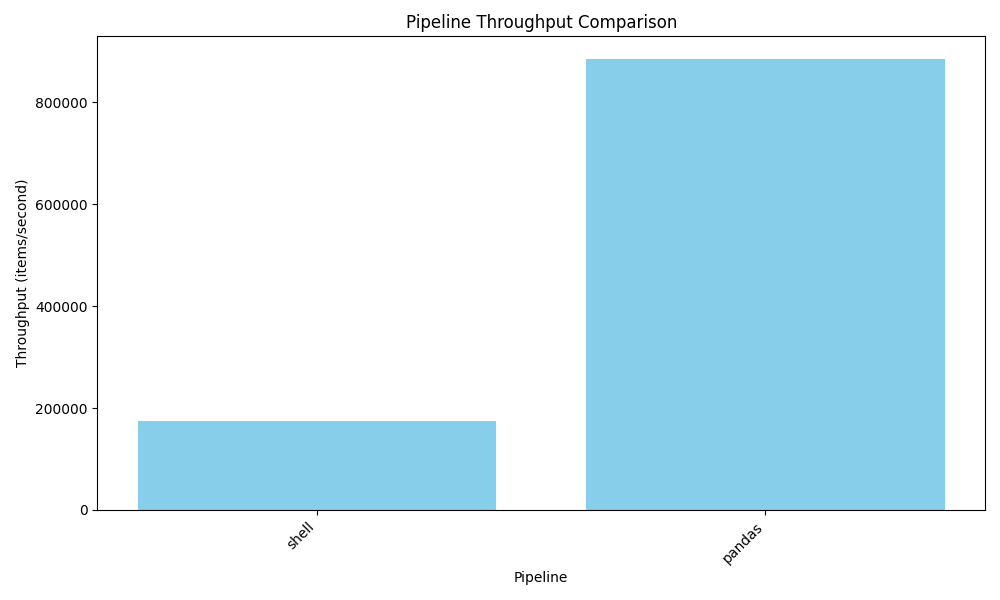 Pipeline Throughput Comparison
Throughput (items/second)
800000
600000
400000
200000
0
shell
pandas
Pipeline